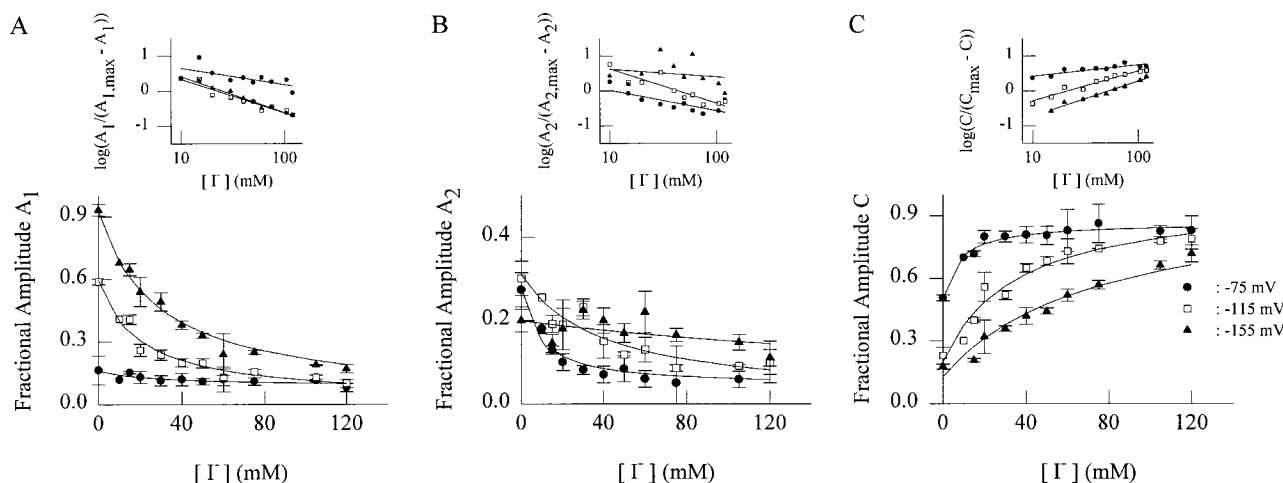 A
log(A1/(A1,max - A1))
1
0
-1
10
100
[ I- ] (mM)
Fractional Amplitude A1
0.9
0.6
0.3
0.0
0
40
80
120
[ I- ] (mM)
B
log(A2/(A2,max - A2))
1
0
-1
10
100
[ I- ] (mM)
Fractional Amplitude A2
0.4
0.2
0.0
0
40
80
120
[ I- ] (mM)
C
log(C/(Cmax - C))
1
0
-1
10
100
[ I- ] (mM)
Fractional Amplitude C
0.9
0.6
0.3
0.0
0
40
80
120
[ I- ] (mM)
: -75 mV
: -115 mV
: -155 mV